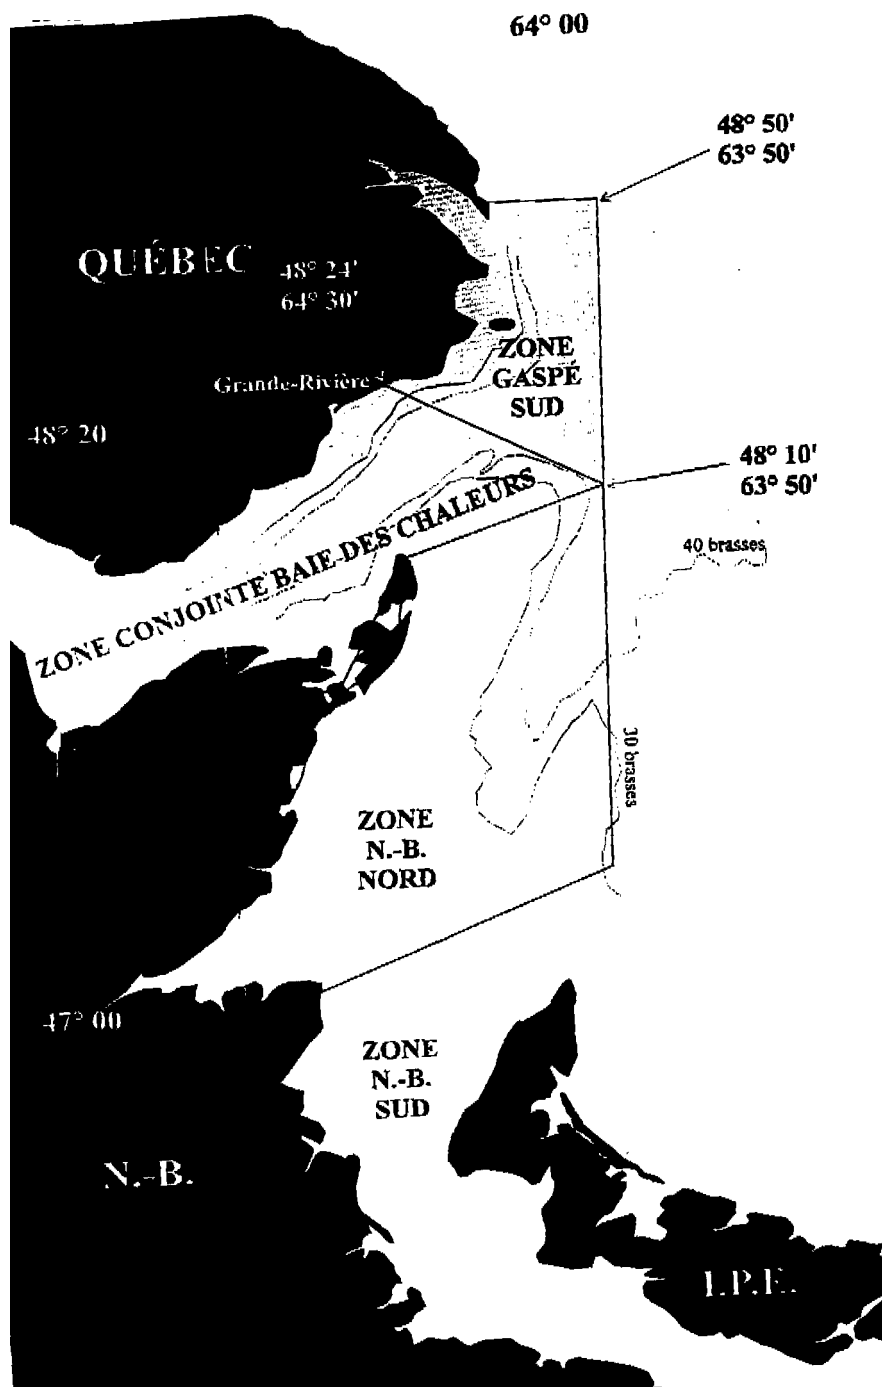 64° 00
48° 50'
63° 50'
QUÉBEC
48° 24'
64° 30'
ZONE
GASPÉ
SUD
Grande-Rivière
48° 20
48° 10'
63° 50'
40 brasses
ZONE CONJOINTE BAIE-DES CHALEURS
30 brasses
ZONE
N.-B.
NORD
47° 00
ZONE
N.-B.
SUD
N.-B.
I.P.E.